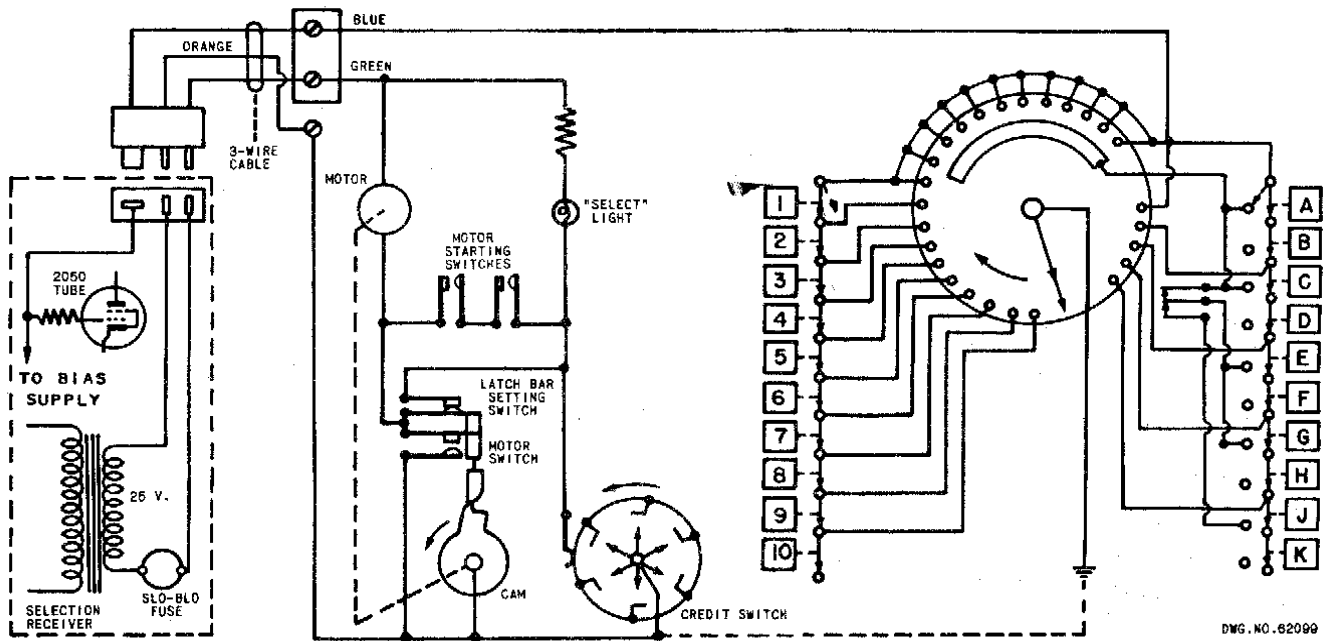 BLUE
ORANGE
GREEN
3-WIRE
CABLE
MOTOR
"SELECT"
LIGHT
MOTOR
STARTING
SWITCHES
2050
TUBE
TO BIAS
SUPPLY
LATCH BAR
SETTING
SWITCH
MOTOR
SWITCH
25 V.
SLO-BLO
FUSE
SELECTION
RECEIVER
CAM
CREDIT SWITCH
1
2
3
4
5
6
7
8
9
10
A
B
C
D
E
F
G
H
J
K
DWG.NO.62099